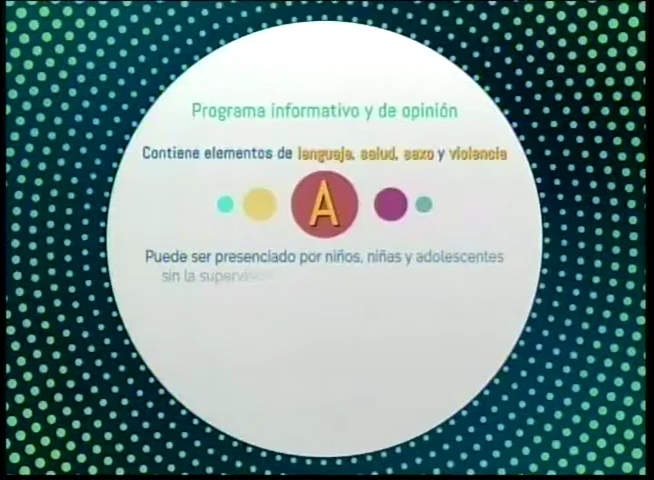 Programa informativo y de opinión
Contiene elementos de lenguaje, salud, sexo y violencia
A
Puede ser presenciado por niños, niñas y adolescentes
sin la supervisión